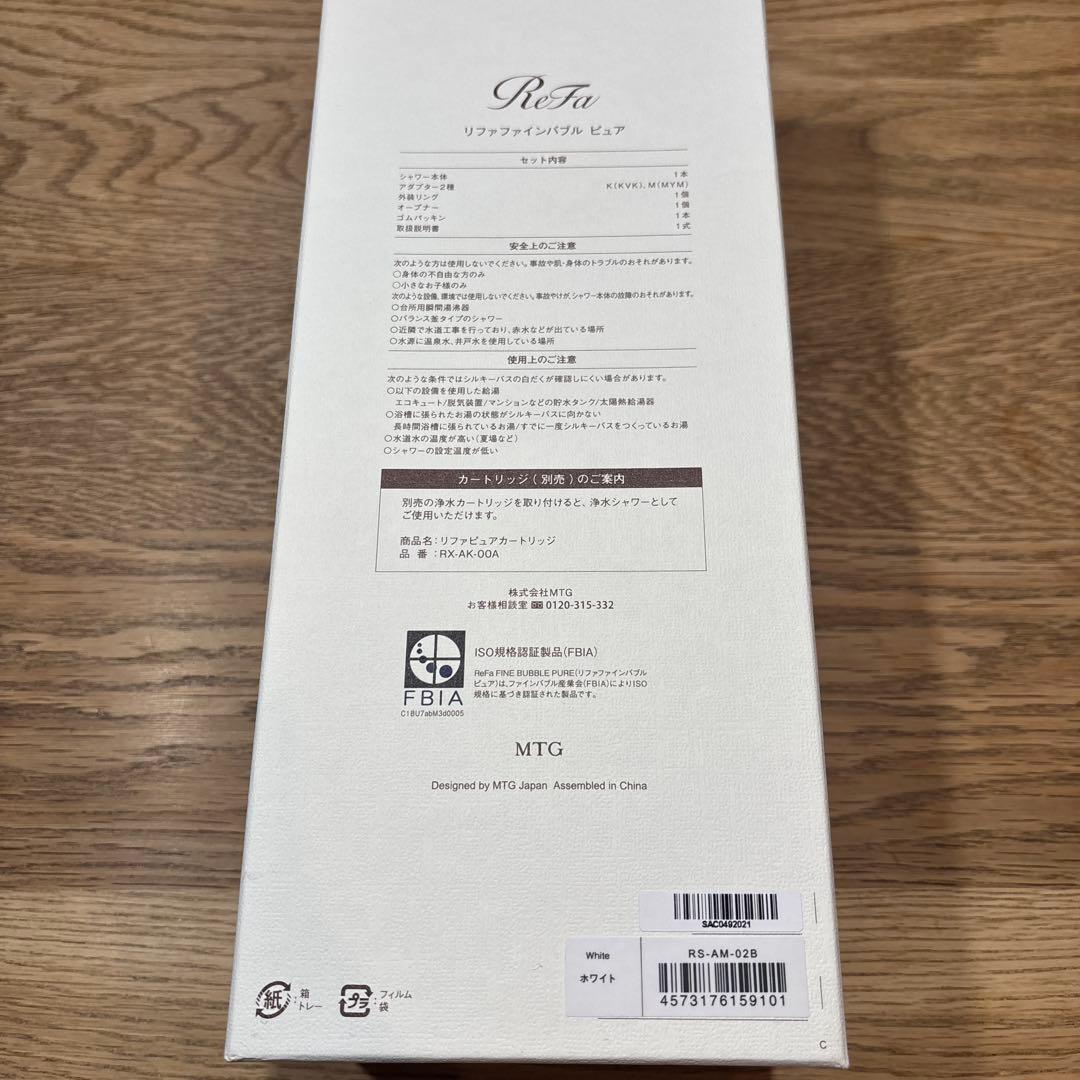 ReFa
リファファインバブル ピュア
セット内容
シャワー本体 1本
アダプター2種 K(KVK)、M(MYM)
外装リング 1個
オープナー 1個
ゴムパッキン 1本
取扱説明書 1式
安全上のご注意
次のような方は使用しないでください。事故や肌・身体のトラブルのおそれがあります。
○身体の不自由な方のみ
○小さなお子様のみ
次のような設備、環境では使用しないでください。事故やけが、シャワー本体の故障のおそれがあります。
○台所用瞬間湯沸器
○バランス釜タイプのシャワー
○近隣で水道工事を行っており、赤水などが出ている場所
○水源に温泉水、井戸水を使用している場所
使用上のご注意
次のような条件ではシルキーバスの白だくが確認しにくい場合があります。
○以下の設備を使用した給湯
エコキュート/脱気装置/マンションなどの貯水タンク/太陽熱給湯器
○浴槽に張られたお湯の状態がシルキーバスに向かない
長時間浴槽に張られているお湯/すでに一度シルキーバスをつくっているお湯
○水道水の温度が高い(夏場など)
○シャワーの設定温度が低い
カートリッジ(別売)のご案内
別売の浄水カートリッジを取り付けると、浄水シャワーとして
ご使用いただけます。
商品名:リファピュアカートリッジ
品 番:RX-AK-00A
株式会社MTG
お客様相談室 0120-315-332
FBIA
C1BU7abM3d0005
ISO規格認証製品(FBIA)
ReFa FINE BUBBLE PURE(リファファインバブル
ピュア)は、ファインバブル産業会(FBIA)によりISO
規格に基づき認証された製品です。
MTG
Designed by MTG Japan Assembled in China
SAC0492021
White
ホワイト
RS-AM-02B
4573176159101
紙 :箱
トレー
プラ :フィルム
袋
C